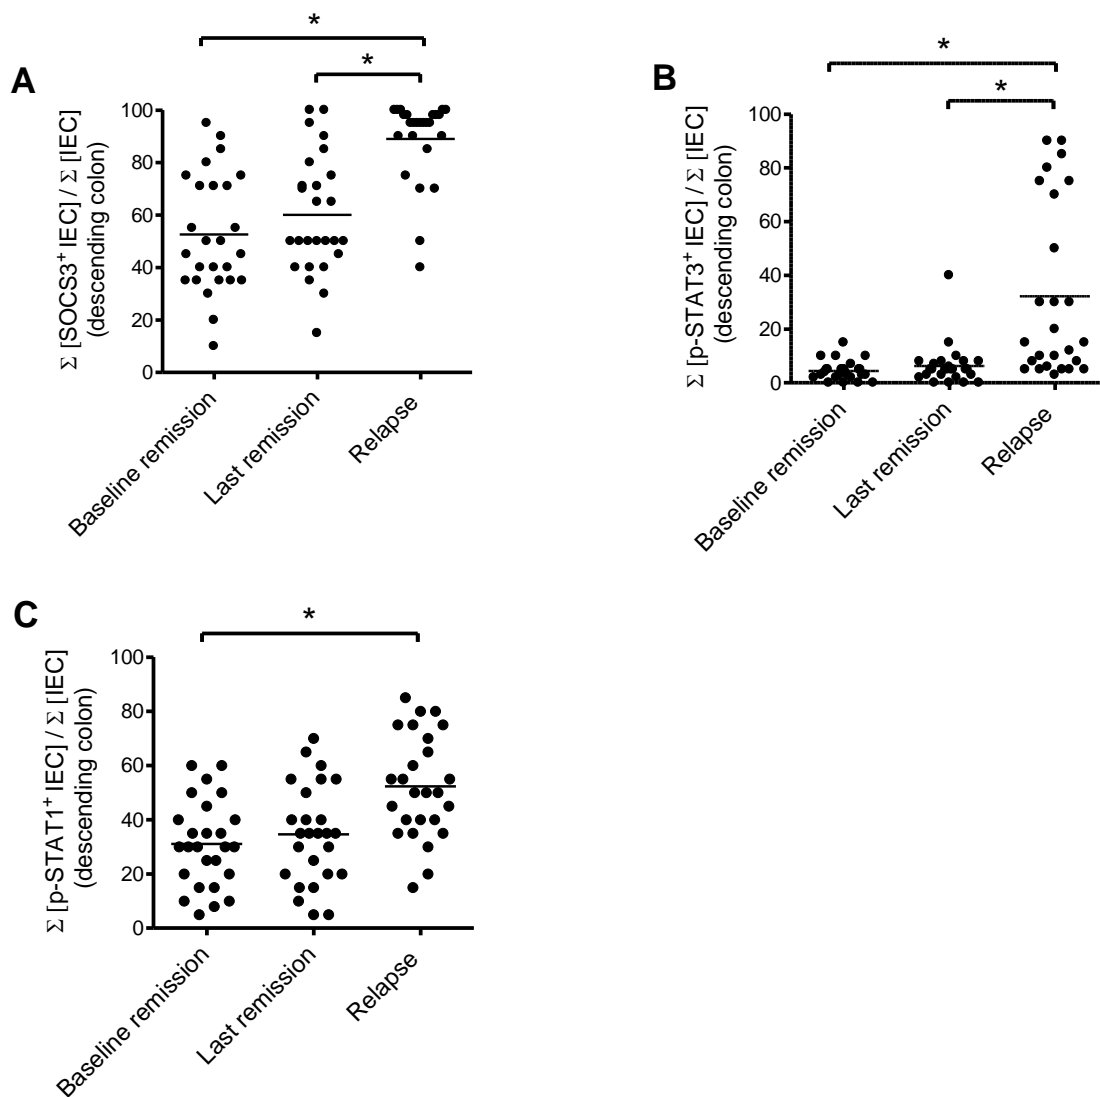 *
*
A
Σ [SOCS3⁺ IEC] / Σ [IEC]
(descending colon)
100
80
60
40
20
0
Baseline remission
Last remission
Relapse
*
*
B
Σ [p-STAT3⁺ IEC] / Σ [IEC]
(descending colon)
100
80
60
40
20
0
Baseline remission
Last remission
Relapse
*
C
Σ [p-STAT1⁺ IEC] / Σ [IEC]
(descending colon)
100
80
60
40
20
0
Baseline remission
Last remission
Relapse